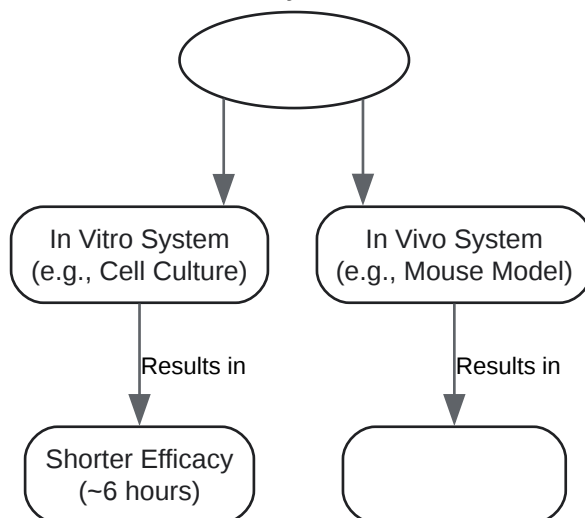 In Vitro System
(e.g., Cell Culture)
In Vivo System
(e.g., Mouse Model)
Results in
Results in
Shorter Efficacy
(~6 hours)